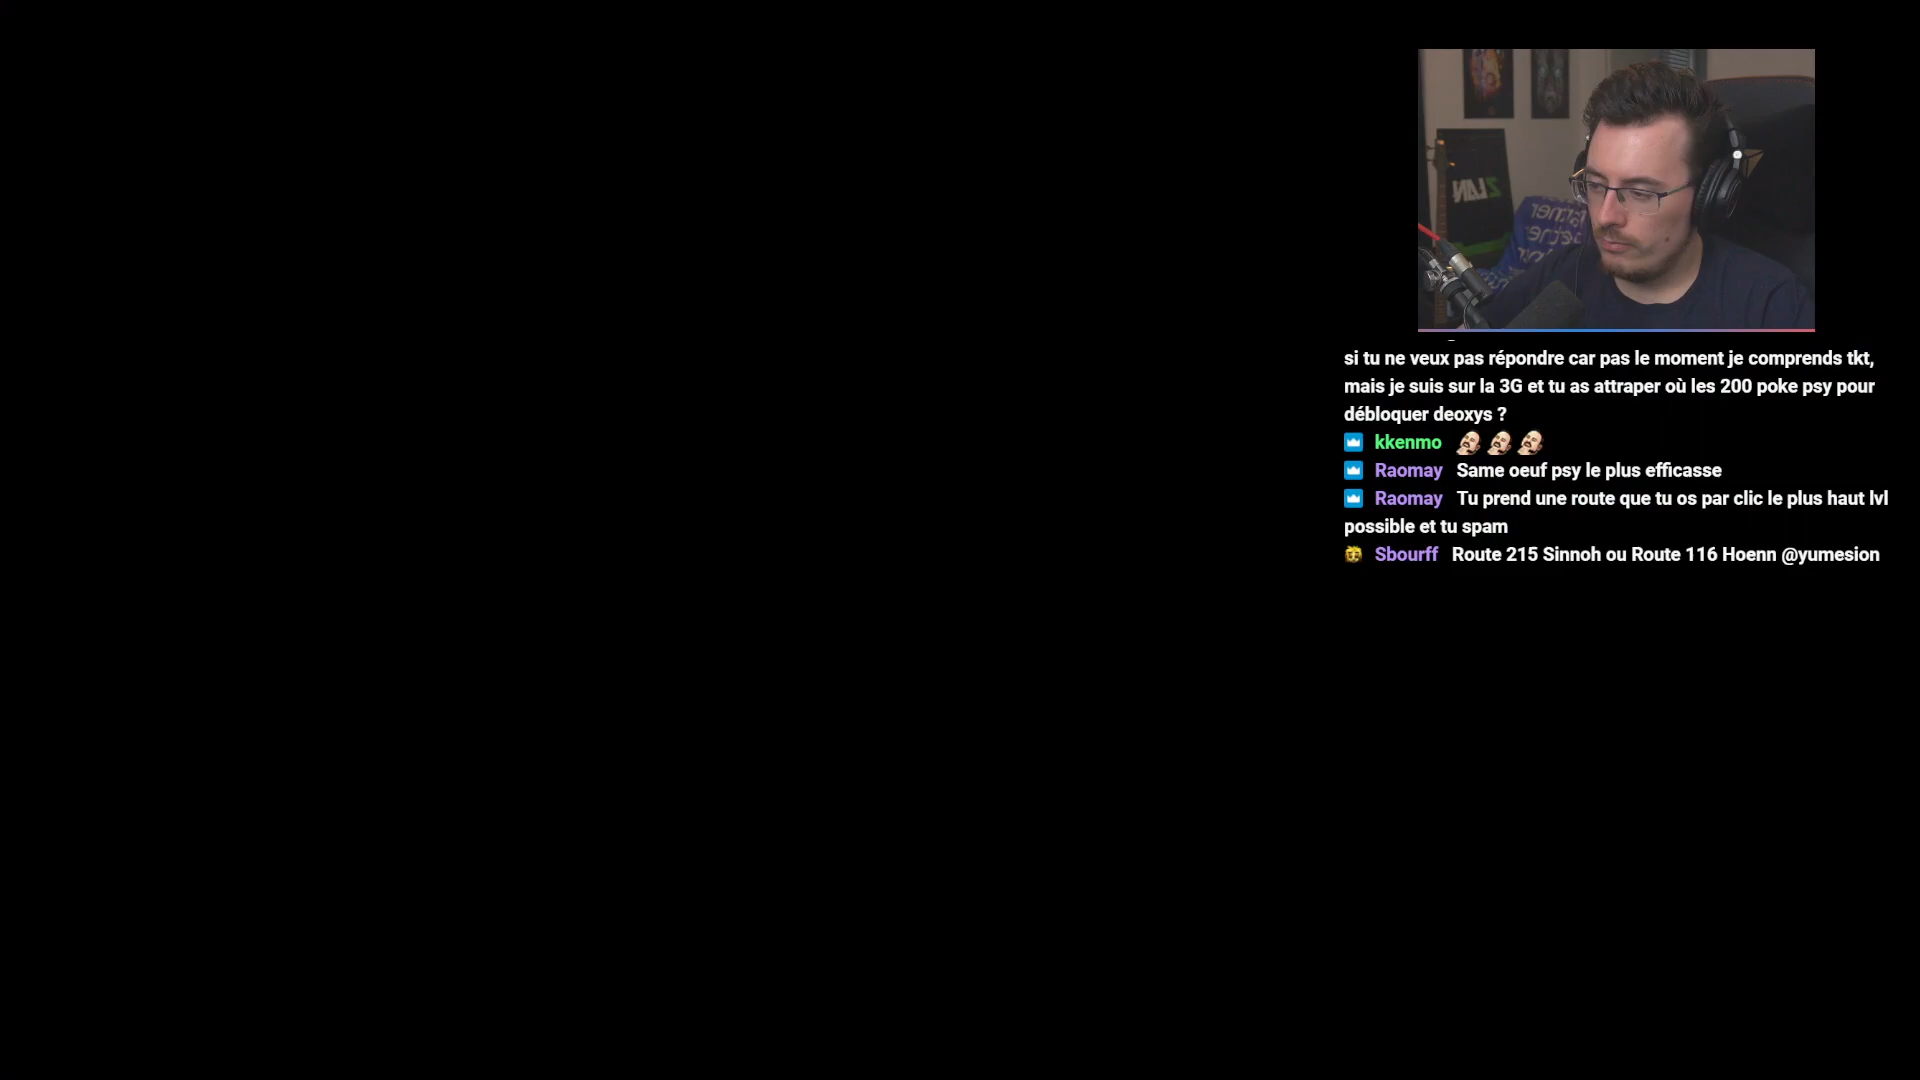 ZLAN
si tu ne veux pas répondre car pas le moment je comprends tkt,
mais je suis sur la 3G et tu as attraper où les 200 poke psy pour
débloquer deoxys ?
kkenmo
Raomay Same oeuf psy le plus efficasse
Raomay Tu prend une route que tu os par clic le plus haut lvl
possible et tu spam
Sbourff Route 215 Sinnoh ou Route 116 Hoenn @yumesion